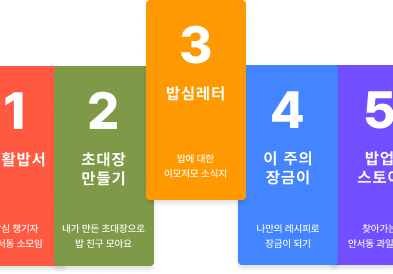 1
활밥서
심 챙기자
서동 소모임
2
초대장
만들기
내가 만든 초대장으로
밥 친구 모아요
3
밥심레터
밥에 대한
이모저모 소식지
4
이 주의
장금이
나만의 레시피로
장금이 되기
5
밥업
스토
찾아가는
안서동 과일